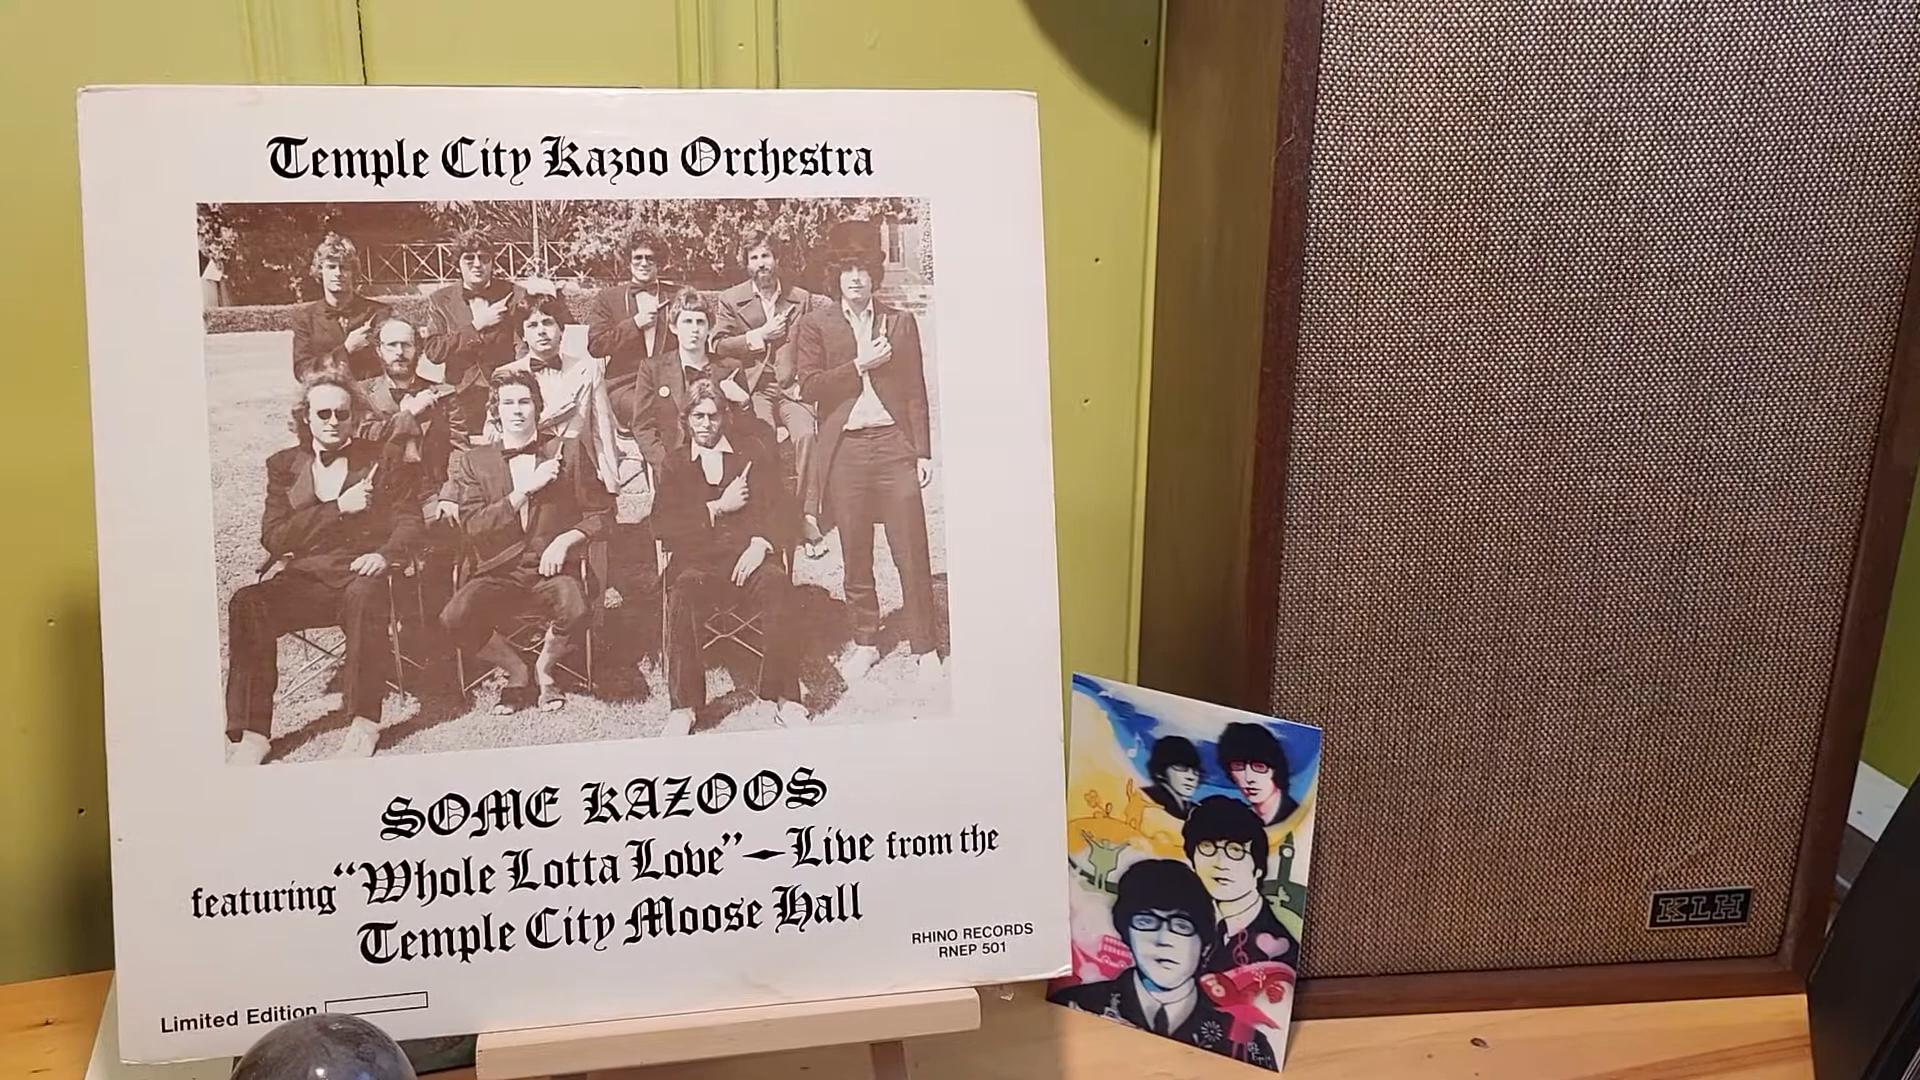 Temple City Kazoo Orchestra
SOME KAZOOS
featuring "Whole Lotta Love"—Live from the
Temple City Moose Hall
RHINO RECORDS
RNEP 501
Limited Edition
KLH